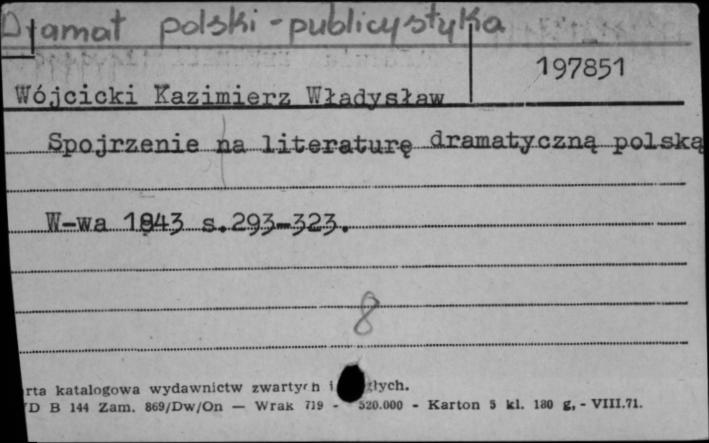 Dramat polski - publicystyka
197851
Wójcicki Kazimierz Władysław
Spojrzenie na literaturę dramatyczną polską
W-wa 1843 s.293-323.
8
rta katalogowa wydawnictw zwartych i głych.
D B 144 Zam. 869/Dw/On — Wrak 719 - 520.000 - Karton 5 kl. 180 g, - VIII.71.